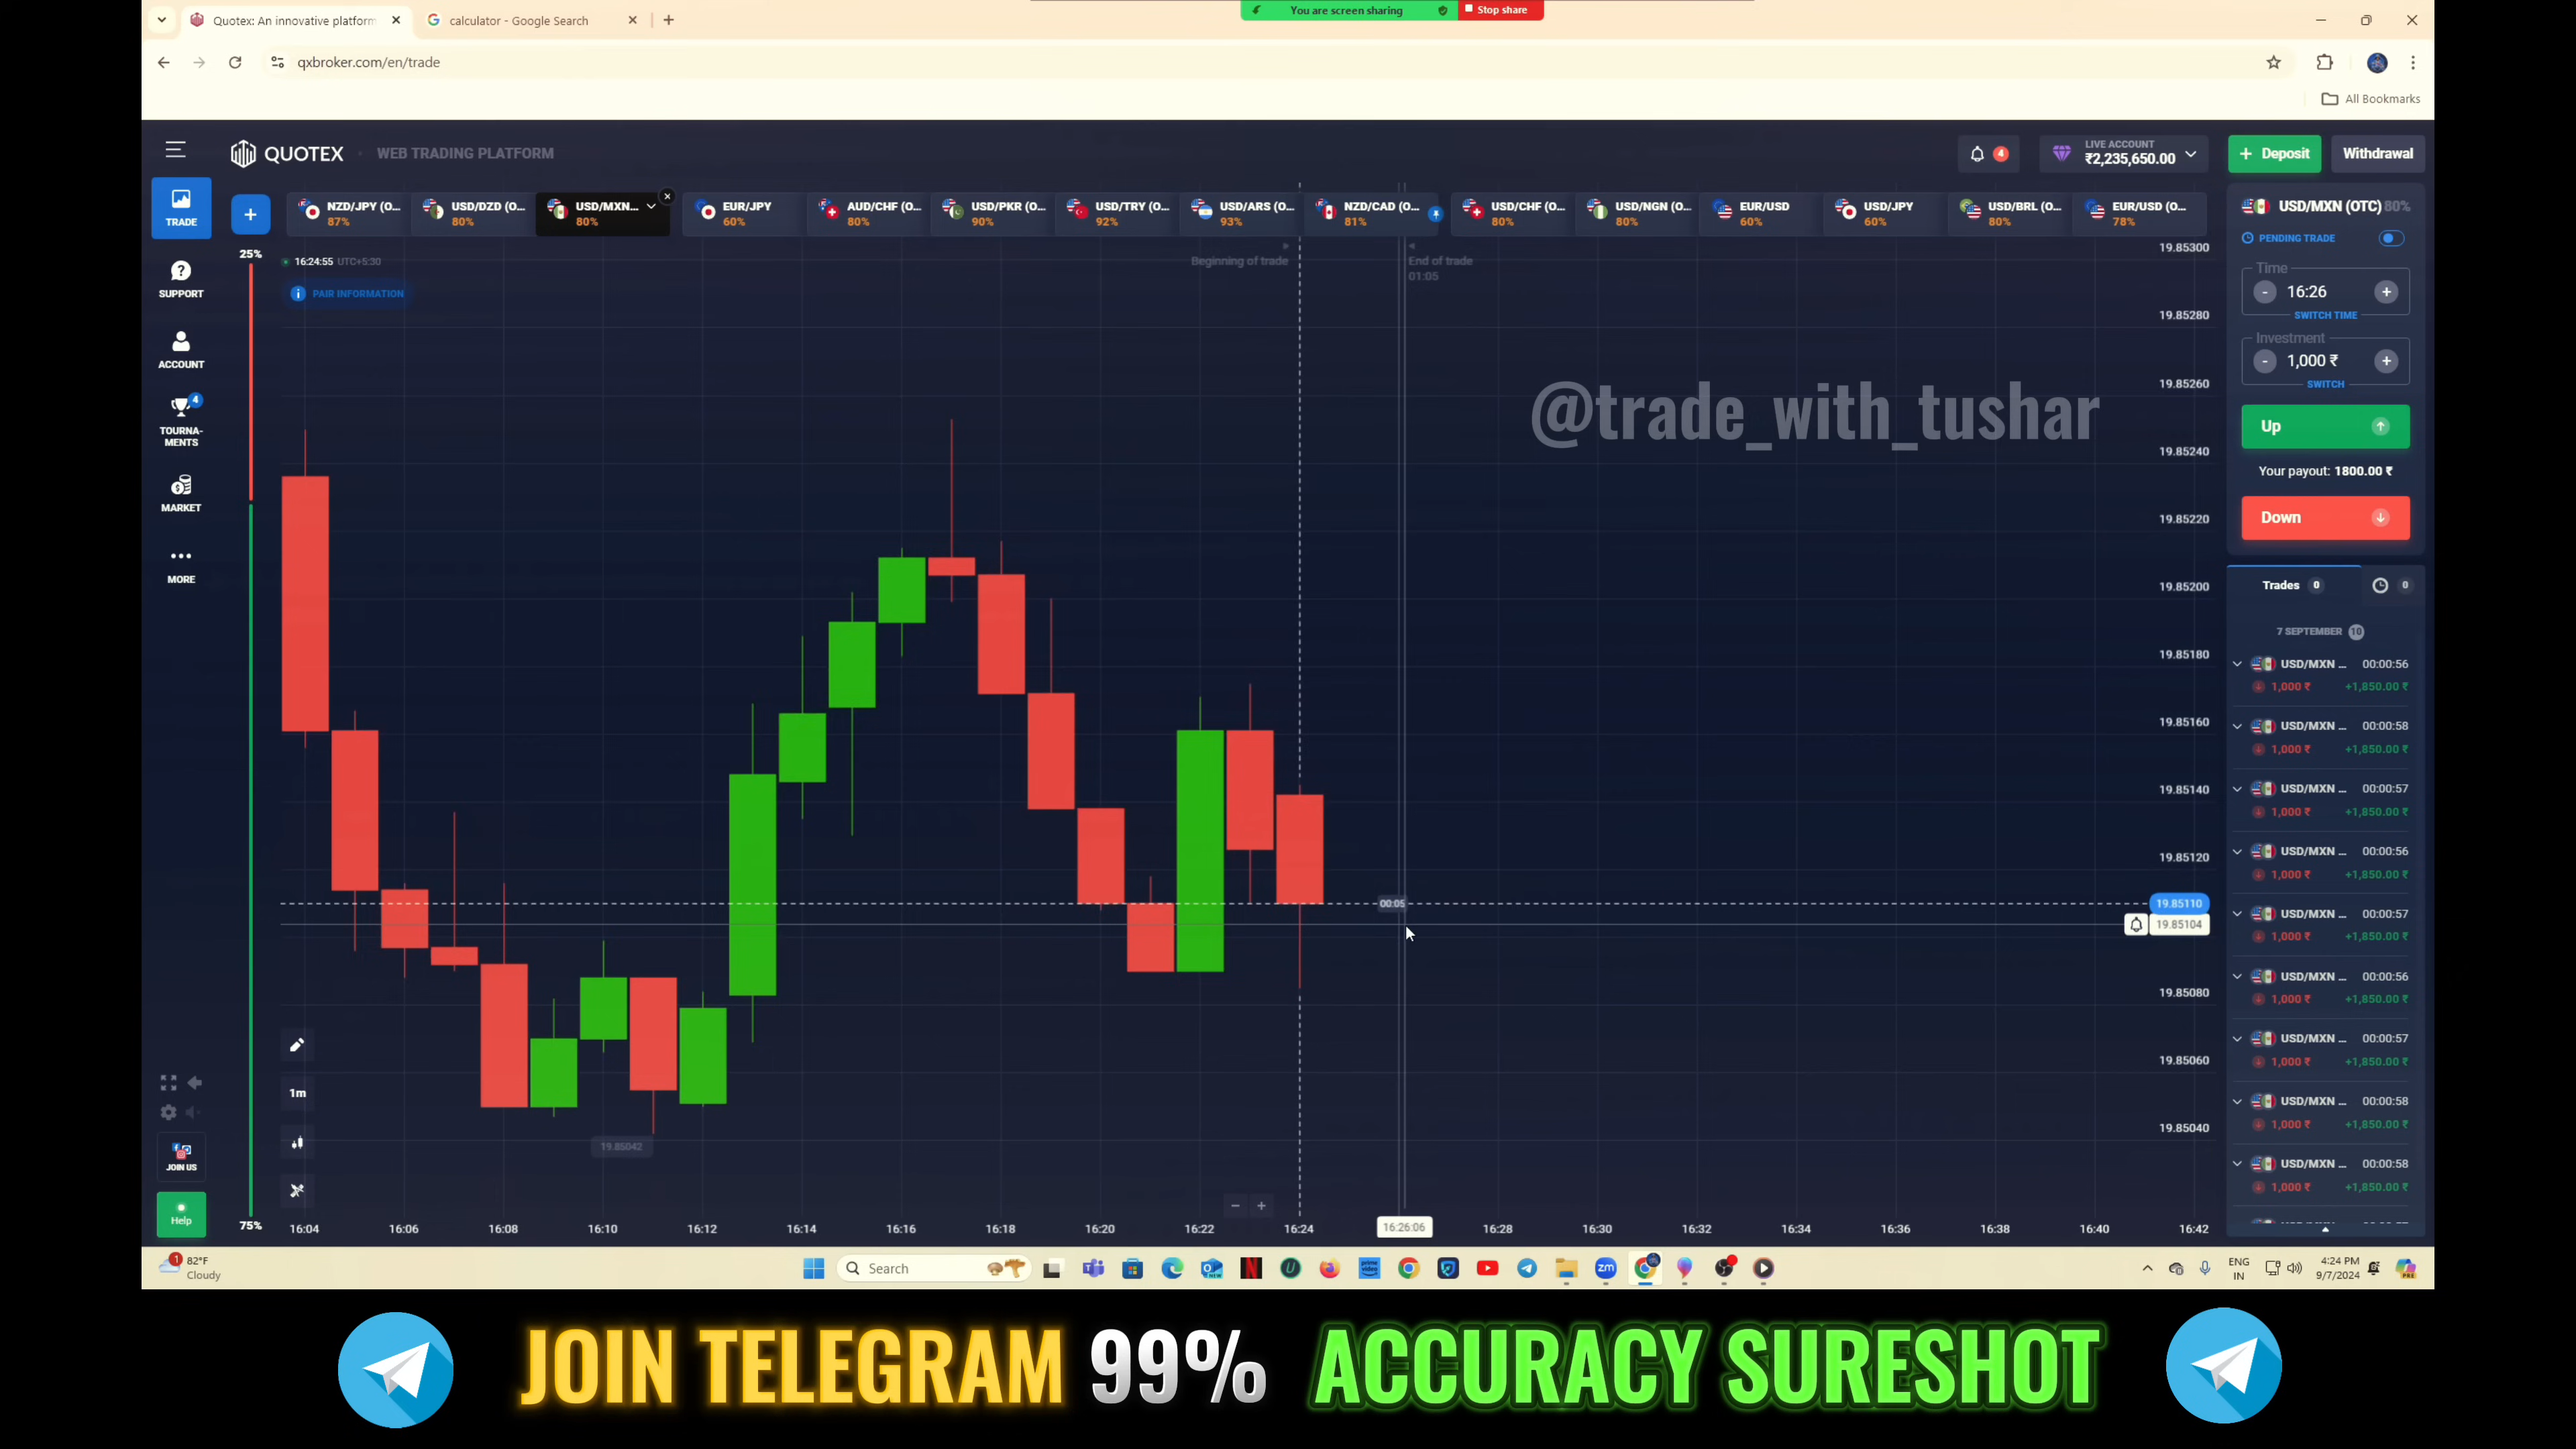 Quotex: An innovative platform
calculator - Google Search
You are screen sharing
Stop share
qxbroker.com/en/trade
All Bookmarks
QUOTEX
WEB TRADING PLATFORM
4
LIVE ACCOUNT
₹2,235,650.00
+ Deposit
Withdrawal
TRADE
NZD/JPY (O...
87%
USD/DZD (O...
80%
USD/MXN...
80%
EUR/JPY
60%
AUD/CHF (O...
80%
USD/PKR (O...
90%
USD/TRY (O...
92%
USD/ARS (O...
93%
NZD/CAD (O...
81%
USD/CHF (O...
80%
USD/NGN (O...
80%
EUR/USD
60%
USD/JPY
60%
USD/BRL (O...
80%
EUR/USD (O...
78%
USD/MXN (OTC) 80%
PENDING TRADE
Time
16:26
SWITCH TIME
Investment
1,000 ₹
SWITCH
Up
Your payout: 1800.00 ₹
Down
Trades 0
0
7 SEPTEMBER 10
USD/MXN ... 00:00:56
1,000 ₹ +1,850.00 ₹
USD/MXN ... 00:00:58
1,000 ₹ +1,850.00 ₹
USD/MXN ... 00:00:57
1,000 ₹ +1,850.00 ₹
USD/MXN ... 00:00:56
1,000 ₹ +1,850.00 ₹
USD/MXN ... 00:00:57
1,000 ₹ +1,850.00 ₹
USD/MXN ... 00:00:56
1,000 ₹ +1,850.00 ₹
USD/MXN ... 00:00:57
1,000 ₹ +1,850.00 ₹
USD/MXN ... 00:00:58
1,000 ₹ +1,850.00 ₹
USD/MXN ... 00:00:58
1,000 ₹ +1,850.00 ₹
SUPPORT
ACCOUNT
4
TOURNA-
MENTS
MARKET
MORE
JOIN US
Help
25%
75%
16:24:55 UTC+5:30
PAIR INFORMATION
Beginning of trade
End of trade
01:05
@trade_with_tushar
19.85300
19.85280
19.85260
19.85240
19.85220
19.85200
19.85180
19.85160
19.85140
19.85120
00:05
19.85110
19.85104
19.85080
19.85060
19.85040
19.85042
1m
16:04 16:06 16:08 16:10 16:12 16:14 16:16 16:18 16:20 16:22 16:24 16:26:06 16:28 16:30 16:32 16:34 16:36 16:38 16:40 16:42
1
82°F
Cloudy
Search
ENG
IN
4:24 PM
9/7/2024
JOIN TELEGRAM 99% ACCURACY SURESHOT